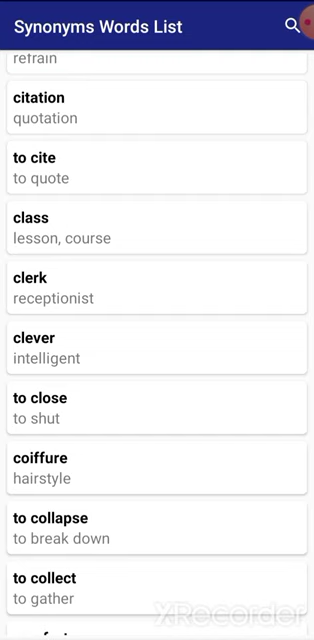 Synonyms Words List
refrain
citation
quotation
to cite
to quote
class
lesson, course
clerk
receptionist
clever
intelligent
to close
to shut
coiffure
hairstyle
to collapse
to break down
to collect
to gather
XRecorder